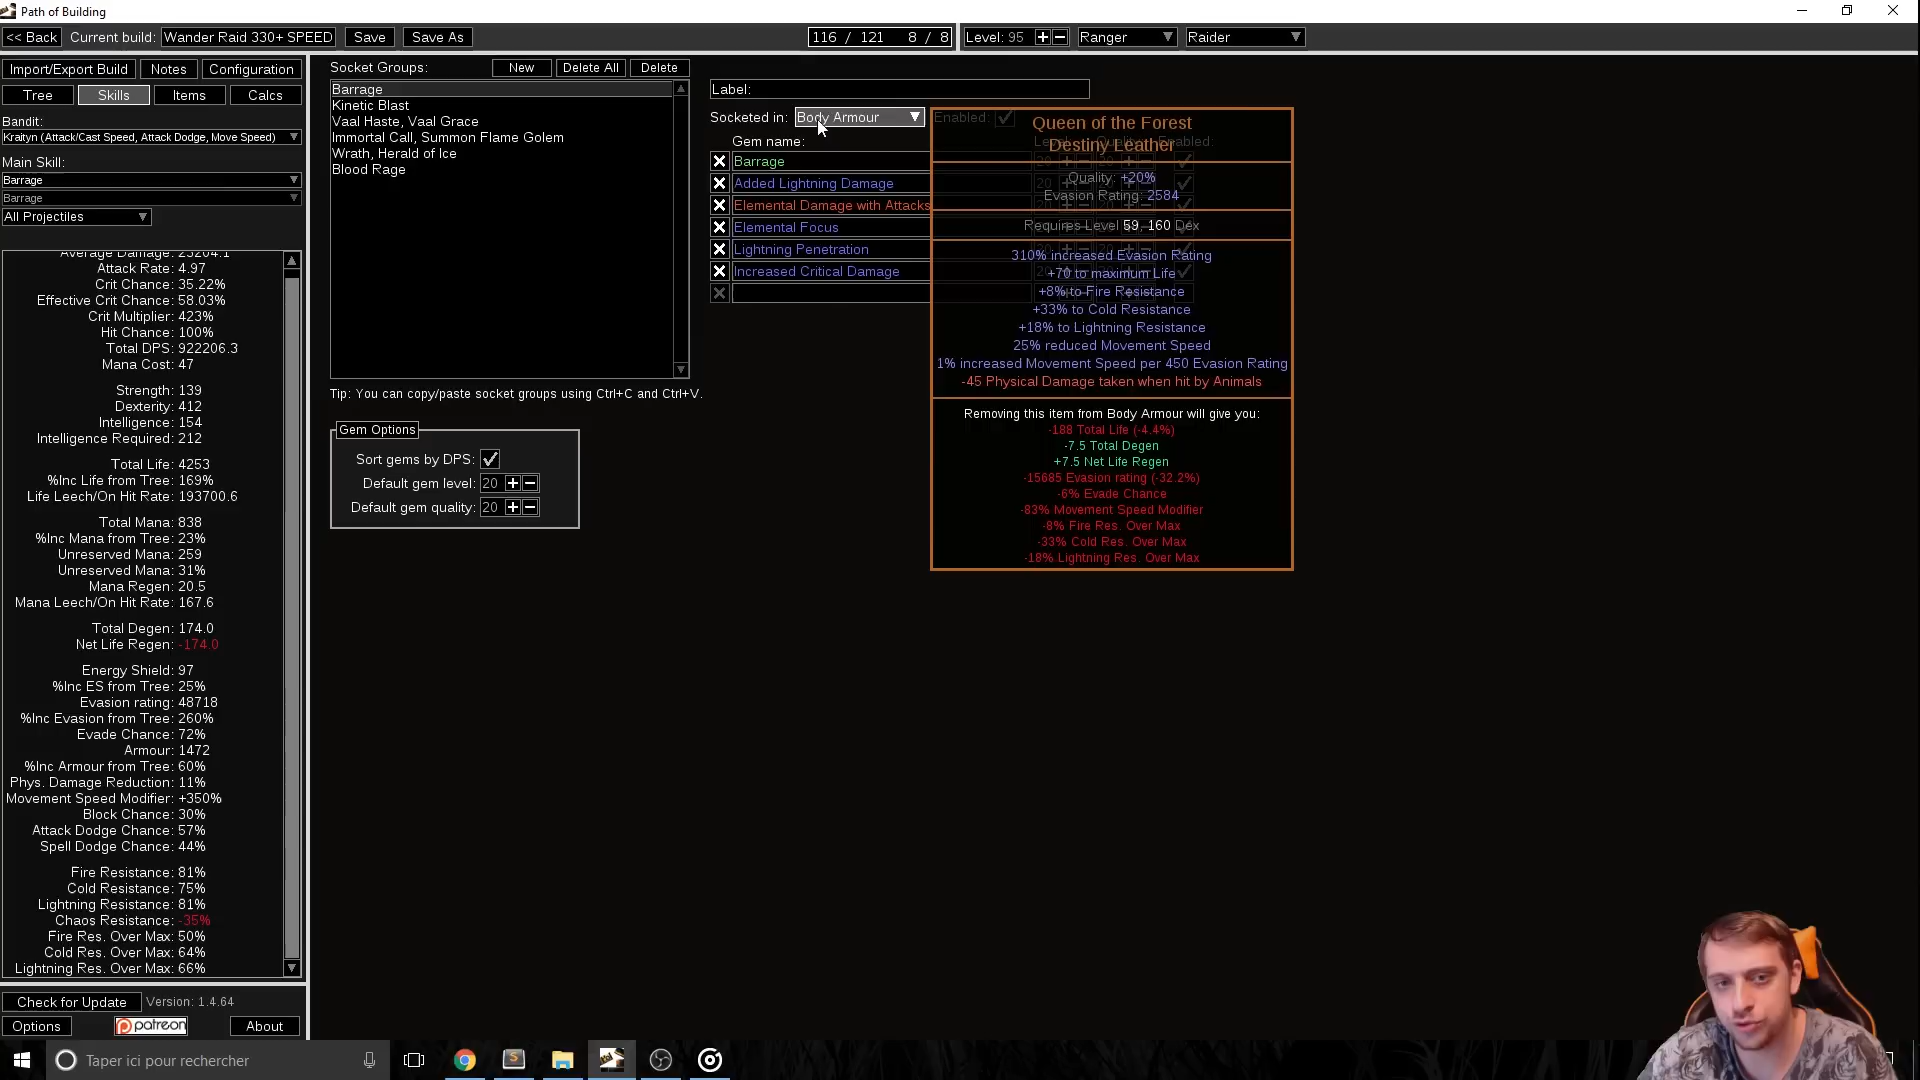 Path of Building
<< Back Current build: Wander Raid 330+ SPEED Save Save As 116 / 121 8 / 8 Level: 95 Ranger Raider
Import/Export Build Notes Configuration
Tree Skills Items Calcs
Bandit:
Kraityn (Attack/Cast Speed, Attack Dodge, Move Speed)
Main Skill:
Barrage
Barrage
All Projectiles
Average Damage: 23204.1
Attack Rate: 4.97
Crit Chance: 35.22%
Effective Crit Chance: 58.03%
Crit Multiplier: 423%
Hit Chance: 100%
Total DPS: 922206.3
Mana Cost: 47
Strength: 139
Dexterity: 412
Intelligence: 154
Intelligence Required: 212
Total Life: 4253
%Inc Life from Tree: 169%
Life Leech/On Hit Rate: 193700.6
Total Mana: 838
%Inc Mana from Tree: 23%
Unreserved Mana: 259
Unreserved Mana: 31%
Mana Regen: 20.5
Mana Leech/On Hit Rate: 167.6
Total Degen: 174.0
Net Life Regen: -174.0
Energy Shield: 97
%Inc ES from Tree: 25%
Evasion rating: 48718
%Inc Evasion from Tree: 260%
Evade Chance: 72%
Armour: 1472
%Inc Armour from Tree: 60%
Phys. Damage Reduction: 11%
Movement Speed Modifier: +350%
Block Chance: 30%
Attack Dodge Chance: 57%
Spell Dodge Chance: 44%
Fire Resistance: 81%
Cold Resistance: 75%
Lightning Resistance: 81%
Chaos Resistance: -35%
Fire Res. Over Max: 50%
Cold Res. Over Max: 64%
Lightning Res. Over Max: 66%
Check for Update Version: 1.4.64
Options patreon About
Socket Groups: New Delete All Delete
Barrage
Kinetic Blast
Vaal Haste, Vaal Grace
Immortal Call, Summon Flame Golem
Wrath, Herald of Ice
Blood Rage
Tip: You can copy/paste socket groups using Ctrl+C and Ctrl+V.
Gem Options
Sort gems by DPS:
Default gem level: 20
Default gem quality: 20
Label:
Socketed in: Body Armour Enabled:
Gem name:
Barrage
Added Lightning Damage
Elemental Damage with Attacks
Elemental Focus
Lightning Penetration
Increased Critical Damage
Queen of the Forest
Destiny Leather
Quality: +20%
Evasion Rating: 2584
Requires Level 59, 160 Dex
310% increased Evasion Rating
+70 to maximum Life
+8% to Fire Resistance
+33% to Cold Resistance
+18% to Lightning Resistance
25% reduced Movement Speed
1% increased Movement Speed per 450 Evasion Rating
-45 Physical Damage taken when hit by Animals
Removing this item from Body Armour will give you:
-188 Total Life (-4.4%)
-7.5 Total Degen
+7.5 Net Life Regen
-15685 Evasion rating (-32.2%)
-6% Evade Chance
-83% Movement Speed Modifier
-8% Fire Res. Over Max
-33% Cold Res. Over Max
-18% Lightning Res. Over Max
Taper ici pour rechercher